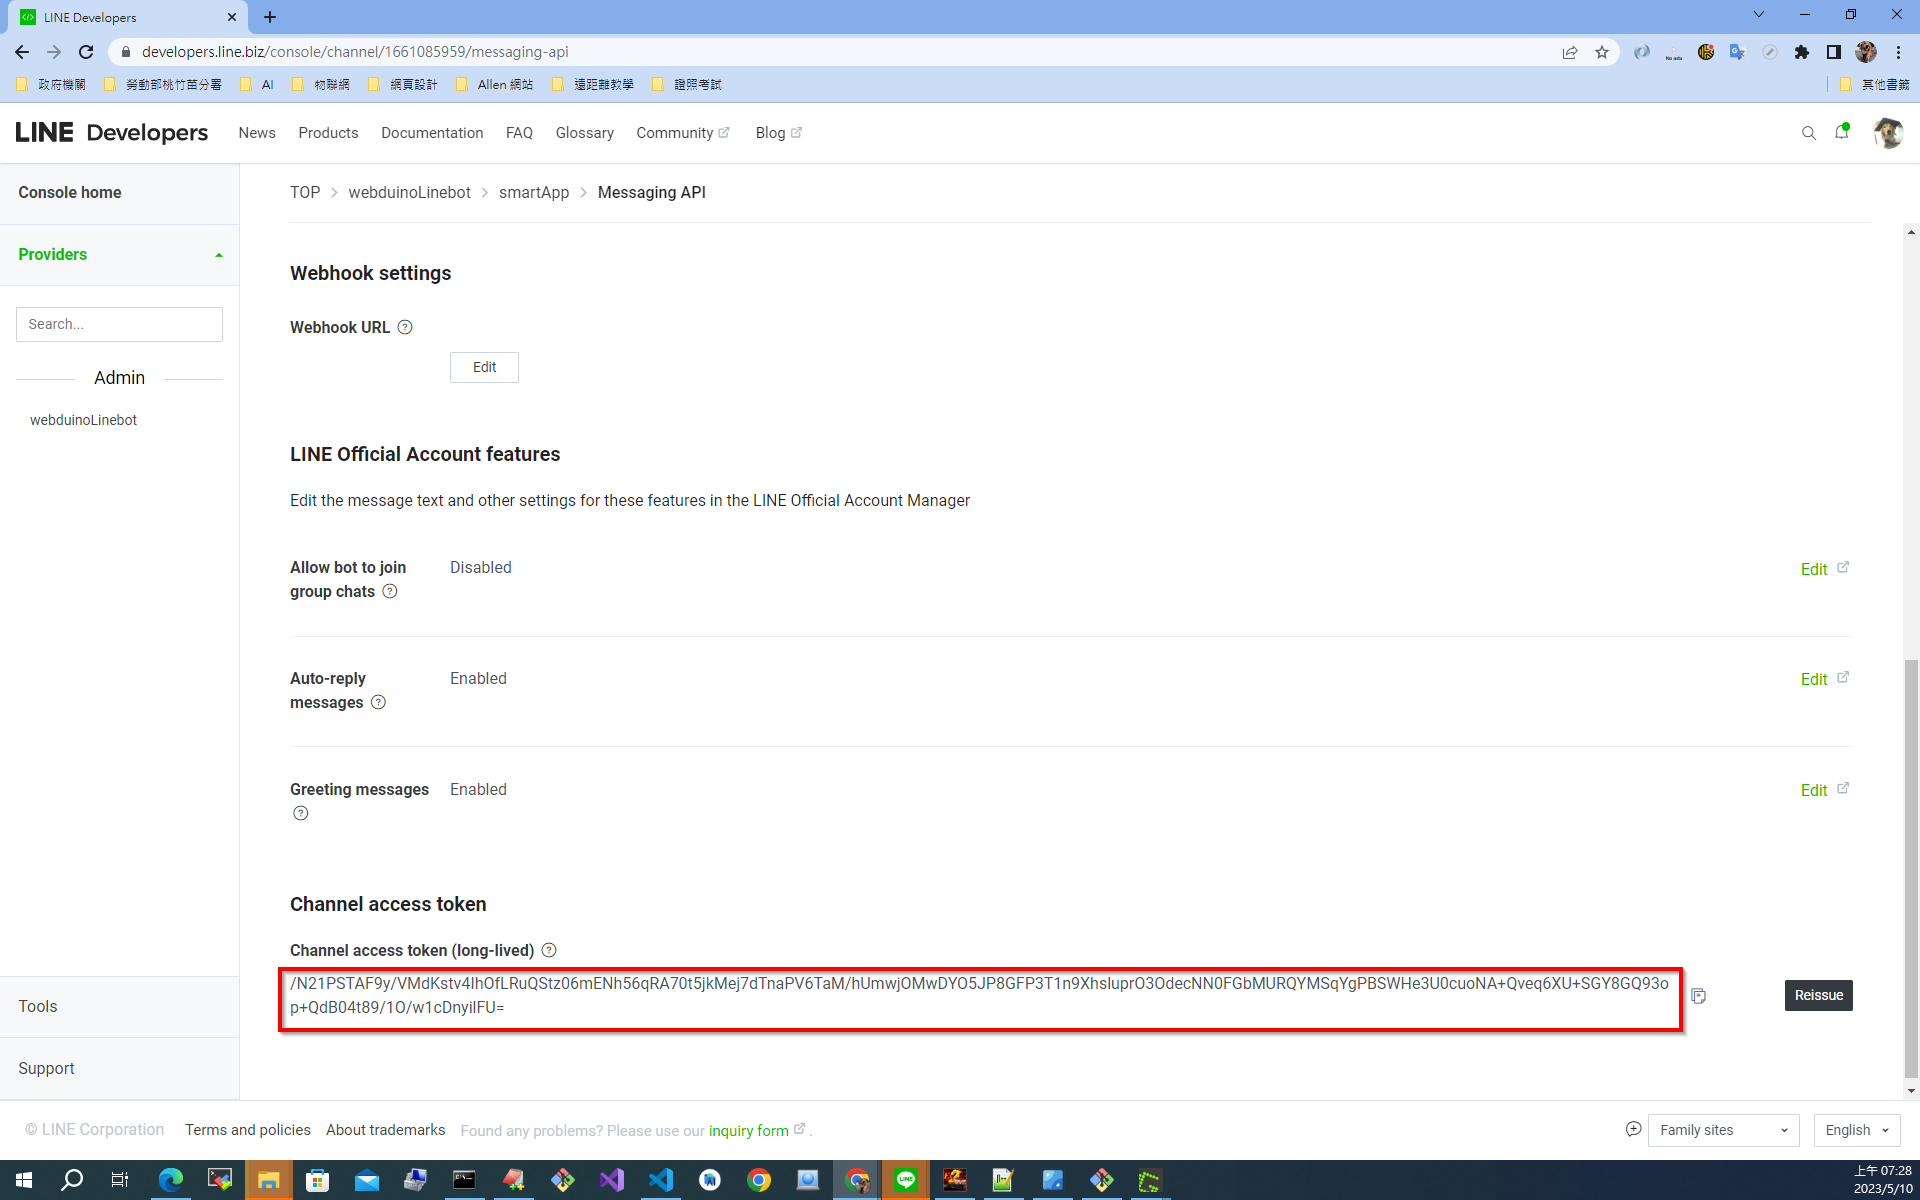 LINE Developers
developers.line.biz/console/channel/1661085959/messaging-api
No ads
政府機關 勞動部桃竹苗分署 AI 物聯網 網頁設計 Allen 網站 遠距離教學 證照考試 其他書籤
LINE Developers News Products Documentation FAQ Glossary Community Blog
Console home
Providers
Search...
Admin
webduinoLinebot
Tools
Support
TOP > webduinoLinebot > smartApp > Messaging API
Webhook settings
Webhook URL
Edit
LINE Official Account features
Edit the message text and other settings for these features in the LINE Official Account Manager
Allow bot to join
group chats
Disabled
Edit
Auto-reply
messages
Enabled
Edit
Greeting messages
Enabled
Edit
Channel access token
Channel access token (long-lived)
/N21PSTAF9y/VMdKstv4IhOfLRuQStz06mENh56qRA70t5jkMej7dTnaPV6TaM/hUmwjOMwDYO5JP8GFP3T1n9XhsluprO3OdecNN0FGbMURQYMSqYgPBSWHe3U0cuoNA+Qveq6XU+SGY8GQ93o
p+QdB04t89/1O/w1cDnyilFU=
Reissue
© LINE Corporation Terms and policies About trademarks Found any problems? Please use our inquiry form .
Family sites
English
上午 07:28
2023/5/10